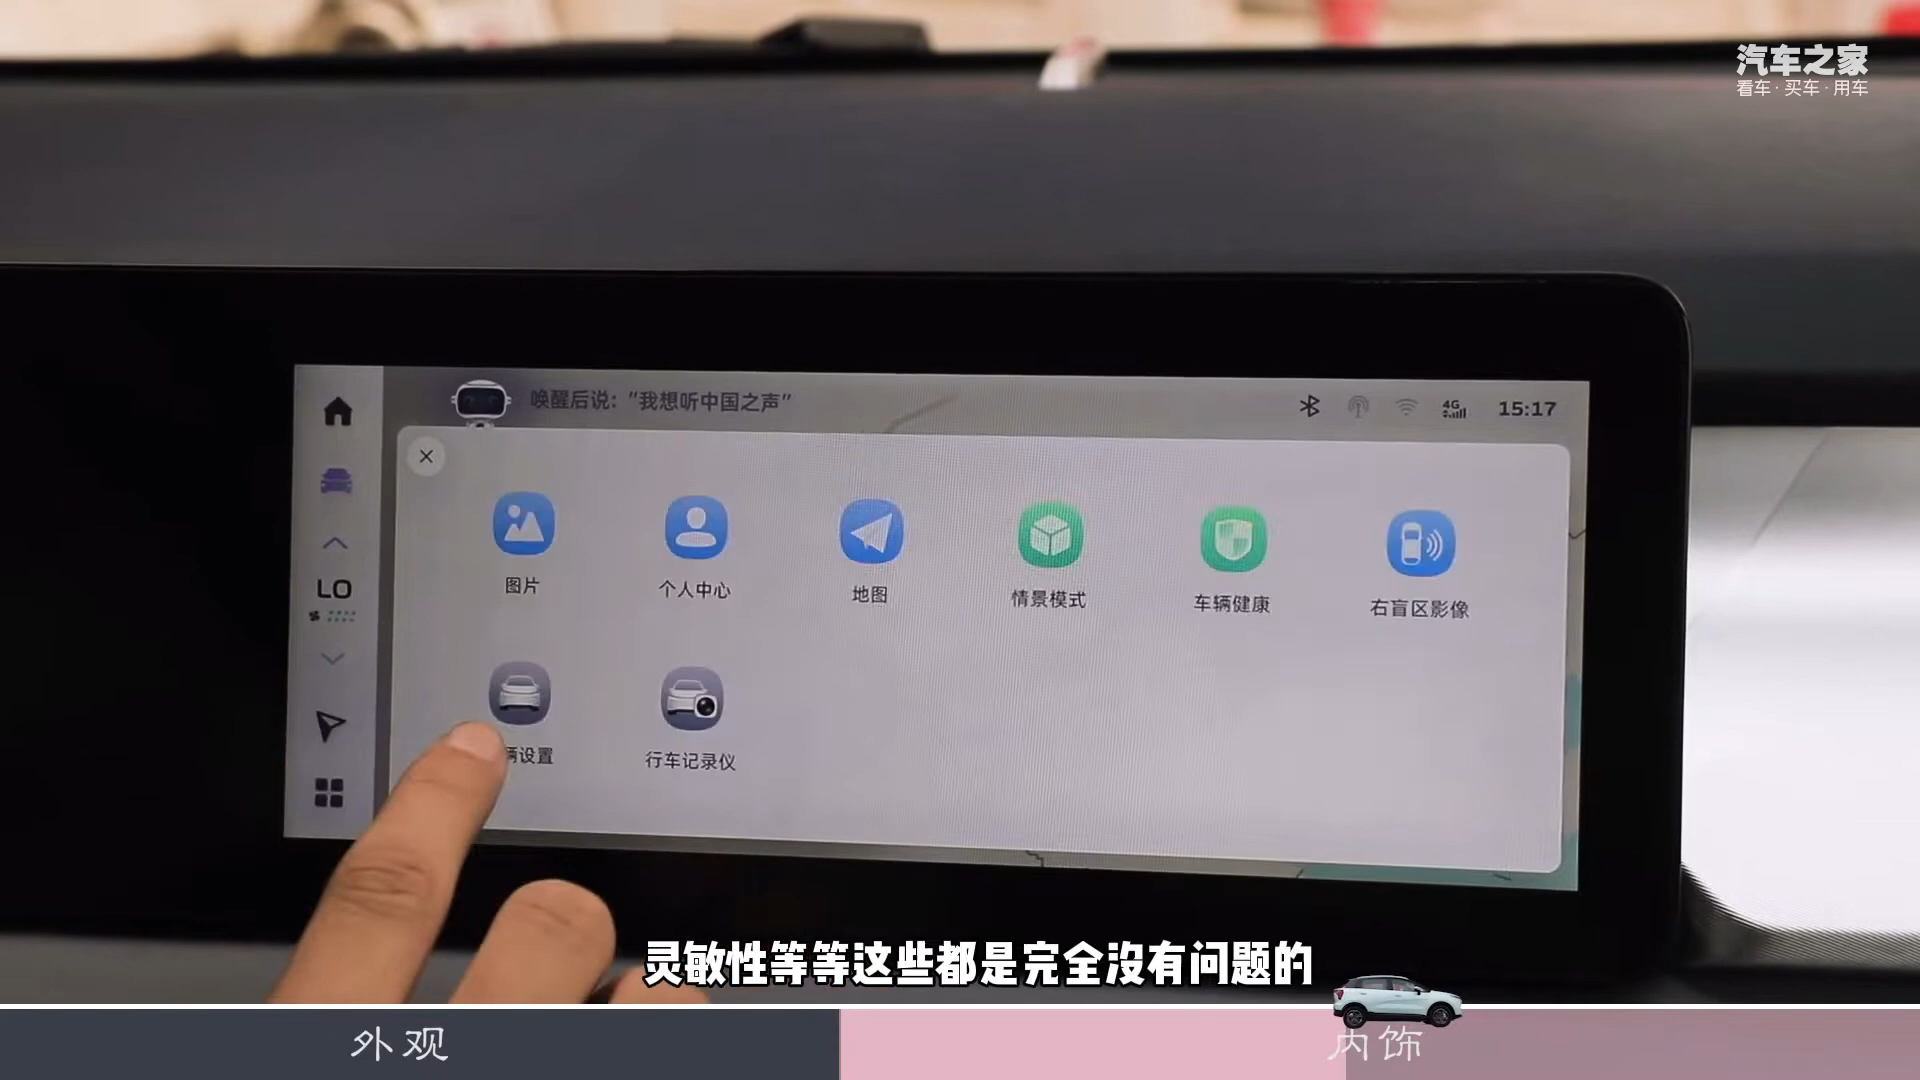 汽车之家
看车·买车·用车
唤醒后说：“我想听中国之声”
4G
15:17
LO
图片
个人中心
地图
情景模式
车辆健康
右盲区影像
辆设置
行车记录仪
灵敏性等等这些都是完全没有问题的
外观
内饰